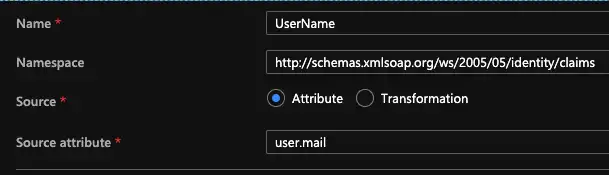 Name * UserName
Namespace http://schemas.xmlsoap.org/ws/2005/05/identity/claims
Source * Attribute Transformation
Source attribute * user.mail